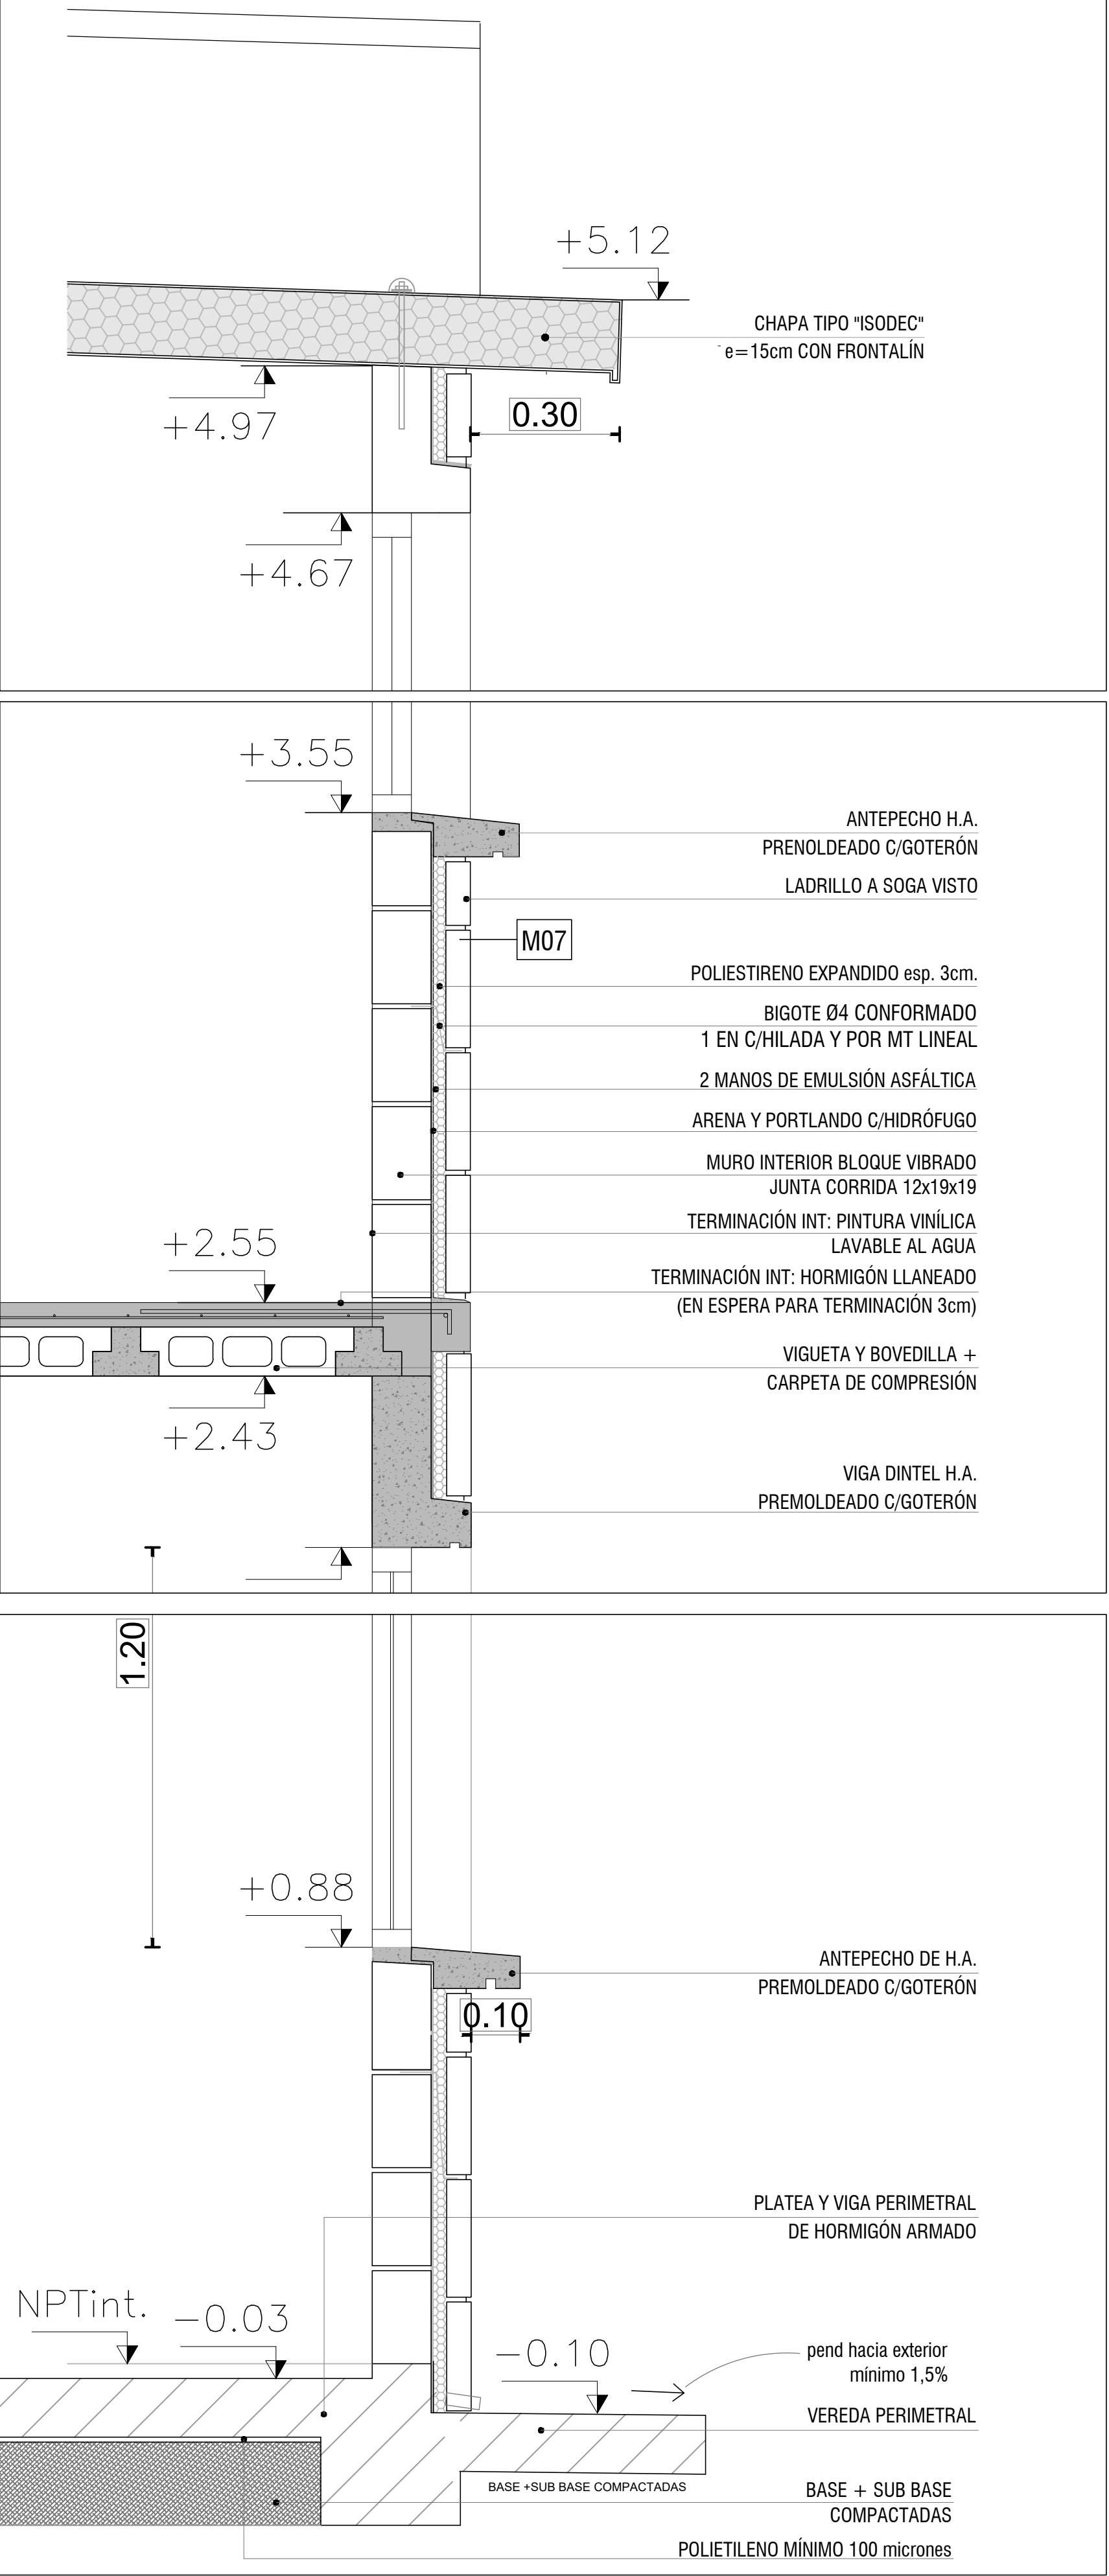 +5.12
CHAPA TIPO "ISODEC"
e=15cm CON FRONTALÍN
0.30
+4.97
+4.67
+3.55
ANTEPECHO H.A.
PRENOLDEADO C/GOTERÓN
LADRILLO A SOGA VISTO
M07
POLIESTIRENO EXPANDIDO esp. 3cm.
BIGOTE Ø4 CONFORMADO
1 EN C/HILADA Y POR MT LINEAL
2 MANOS DE EMULSIÓN ASFÁLTICA
ARENA Y PORTLANDO C/HIDRÓFUGO
MURO INTERIOR BLOQUE VIBRADO
JUNTA CORRIDA 12x19x19
TERMINACIÓN INT: PINTURA VINÍLICA
LAVABLE AL AGUA
+2.55
TERMINACIÓN INT: HORMIGÓN LLANEADO
(EN ESPERA PARA TERMINACIÓN 3cm)
VIGUETA Y BOVEDILLA +
CARPETA DE COMPRESIÓN
+2.43
VIGA DINTEL H.A.
PREMOLDEADO C/GOTERÓN
1.20
+0.88
ANTEPECHO DE H.A.
PREMOLDEADO C/GOTERÓN
0.10
PLATEA Y VIGA PERIMETRAL
DE HORMIGÓN ARMADO
NPTint.
-0.03
-0.10
pend hacia exterior
mínimo 1,5%
VEREDA PERIMETRAL
BASE +SUB BASE COMPACTADAS
BASE + SUB BASE
COMPACTADAS
POLIETILENO MÍNIMO 100 micrones